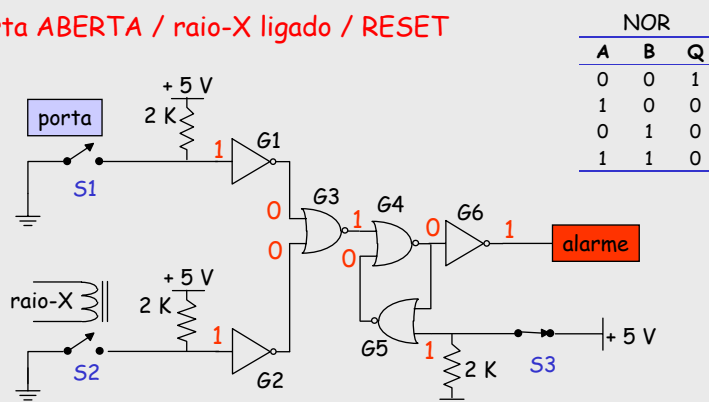 rta ABERTA / raio-X ligado / RESET
NOR
A B Q
0 0 1
1 0 0
0 1 0
1 1 0
+ 5 V
porta
2 K
1
G1
S1
0
G3
1
G4
0
G6
1
alarme
0
0
+ 5 V
raio-X
2 K
1
G2
S2
G5
1
2 K
S3
+ 5 V